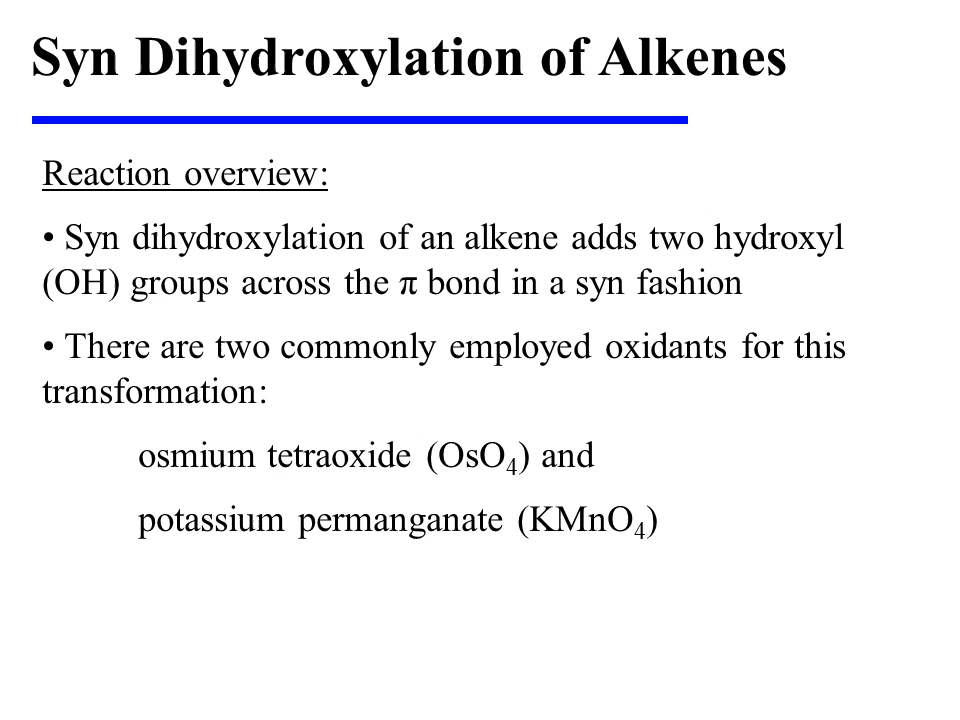 Syn Dihydroxylation of Alkenes
Reaction overview:
• Syn dihydroxylation of an alkene adds two hydroxyl
(OH) groups across the π bond in a syn fashion
• There are two commonly employed oxidants for this
transformation:
osmium tetraoxide (OsO₄) and
potassium permanganate (KMnO₄)